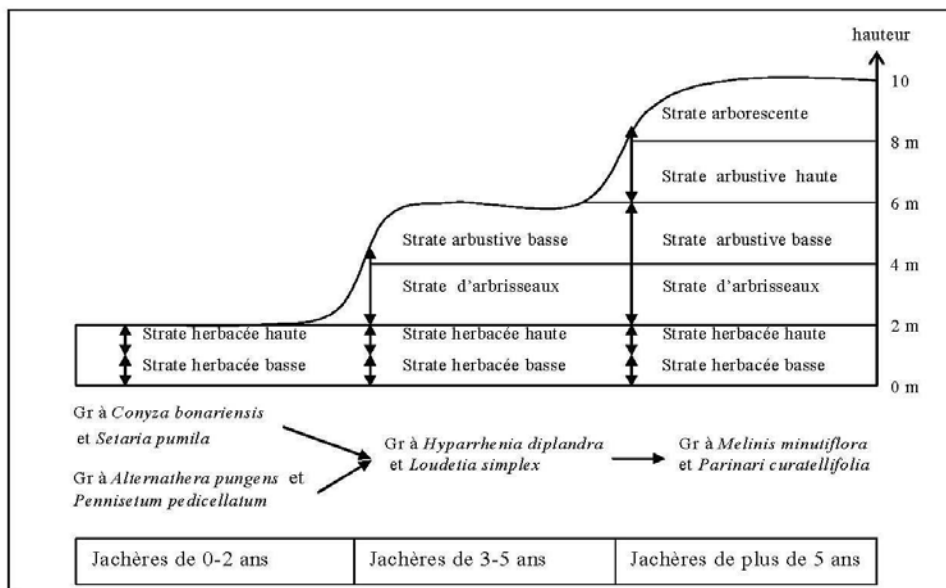 hauteur
10
Strate arborescente
8 m
Strate arbustive haute
6 m
Strate arbustive basse
Strate arbustive basse
4 m
Strate d'arbrisseaux
Strate d'arbrisseaux
2 m
Strate herbacée haute
Strate herbacée haute
Strate herbacée haute
Strate herbacée basse
Strate herbacée basse
Strate herbacée basse
0 m
Gr à Conyza bonariensis
et Setaria pumila
Gr à Alternathera pungens et
Pennisetum pedicellatum
Gr à Hyparrhenia diplandra
et Loudetia simplex
Gr à Melinis minutiflora
et Parinari curatellifolia
Jachères de 0-2 ans
Jachères de 3-5 ans
Jachères de plus de 5 ans